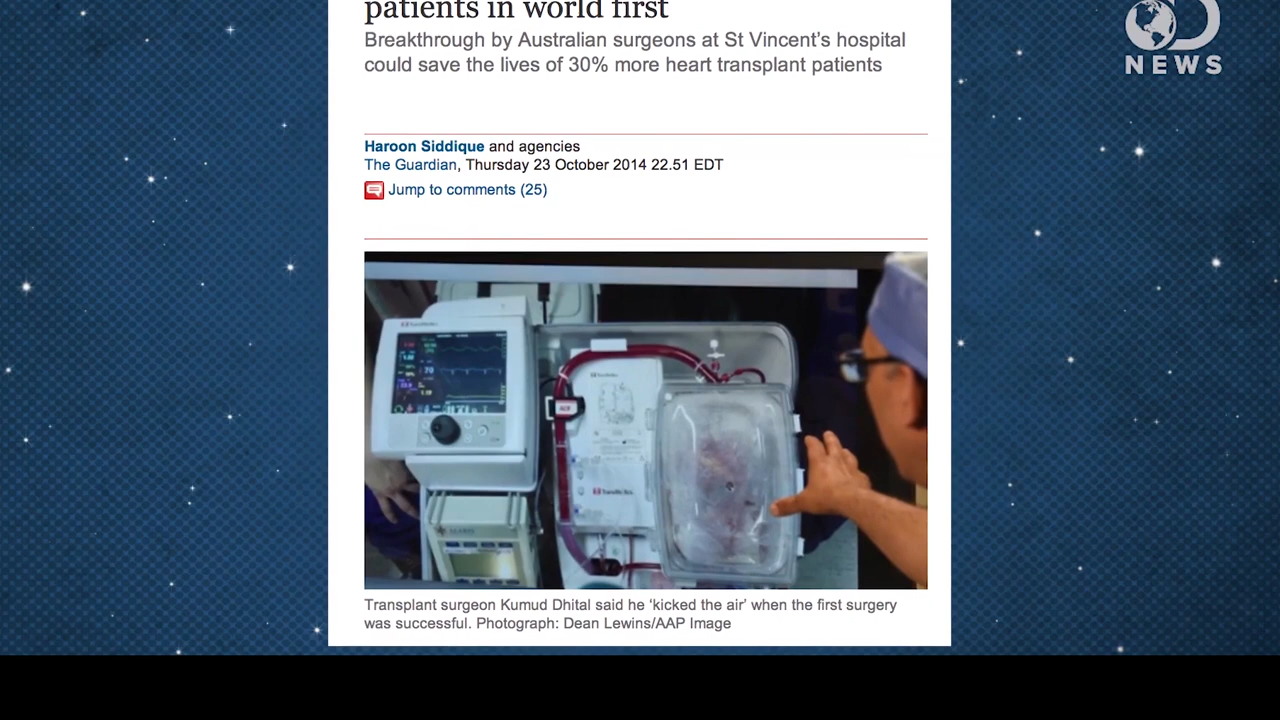 patients in world first
Breakthrough by Australian surgeons at St Vincent's hospital
could save the lives of 30% more heart transplant patients
NEWS
Haroon Siddique and agencies
The Guardian, Thursday 23 October 2014 22.51 EDT
Jump to comments (25)
Transplant surgeon Kumud Dhital said he ‘kicked the air’ when the first surgery
was successful. Photograph: Dean Lewins/AAP Image